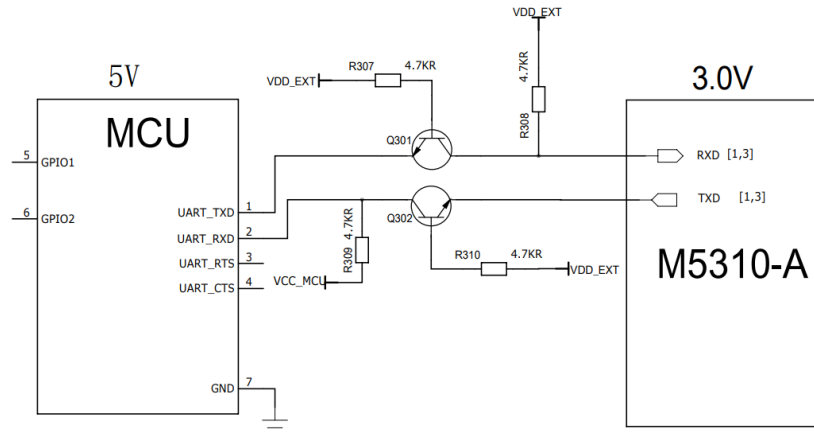 VDD_EXT
5V
R307 4.7KR
VDD_EXT
4.7KR
R308
3.0V
MCU
Q301
5 GPIO1
RXD [1,3]
UART_TXD 1
TXD [1,3]
6 GPIO2
Q302
UART_RXD 2
4.7KR
R309
UART_RTS 3
R310 4.7KR
VDD_EXT
M5310-A
UART_CTS 4
VCC_MCU
GND 7